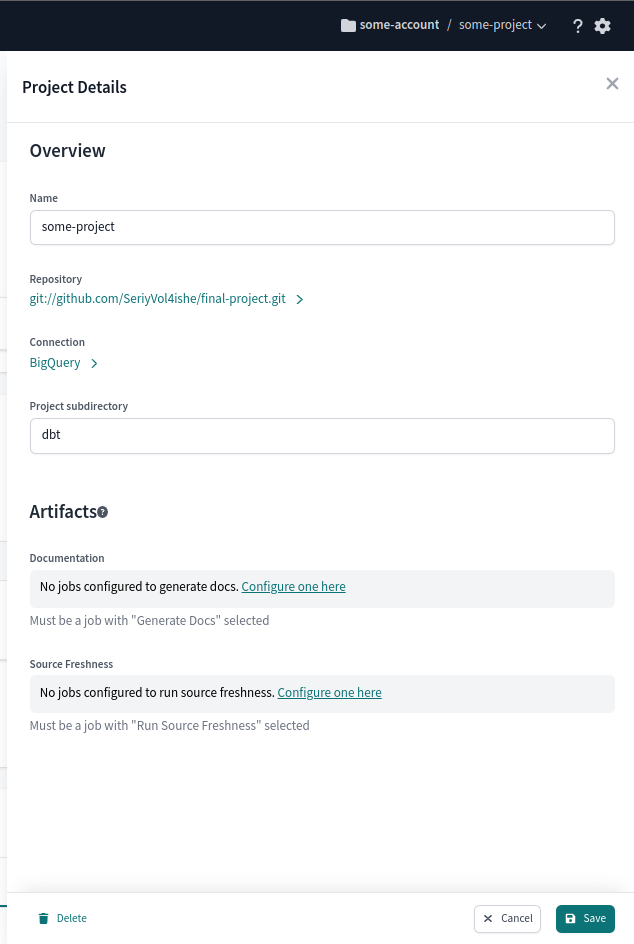 some-account / some-project
?
Project Details
Overview
Name
some-project
Repository
git://github.com/SeriyVol4ishe/final-project.git
Connection
BigQuery
Project subdirectory
dbt
Artifacts ?
Documentation
No jobs configured to generate docs. Configure one here
Must be a job with "Generate Docs" selected
Source Freshness
No jobs configured to run source freshness. Configure one here
Must be a job with "Run Source Freshness" selected
Delete
Cancel
Save